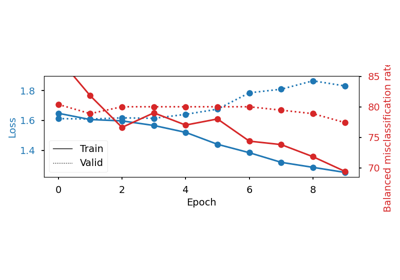 1.8
1.6
1.4
Loss
85
80
75
70
Balanced misclassification rate
Train
Valid
0
2
4
6
8
Epoch